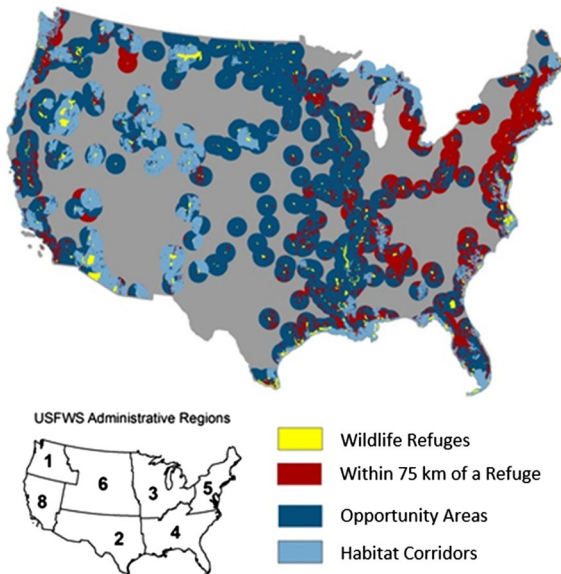 USFWS Administrative Regions
1
6
3
5
8
2
4
Wildlife Refuges
Within 75 km of a Refuge
Opportunity Areas
Habitat Corridors